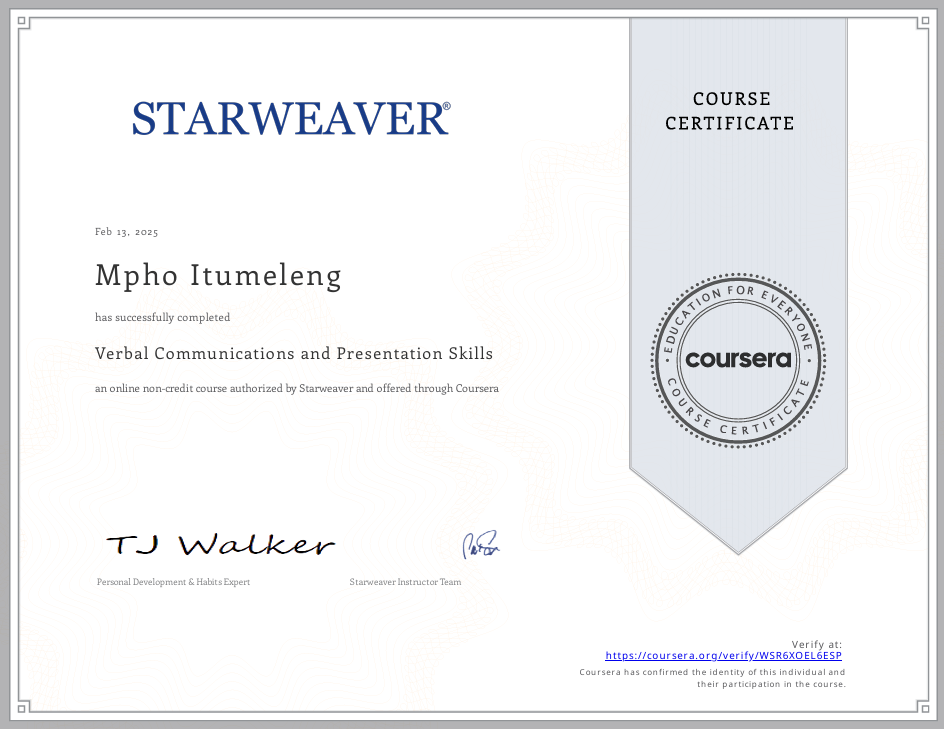 STARWEAVER®
COURSE
CERTIFICATE
Feb 13, 2025
Mpho Itumeleng
has successfully completed
Verbal Communications and Presentation Skills
an online non-credit course authorized by Starweaver and offered through Coursera
EDUCATION FOR EVERYONE
coursera
COURSE CERTIFICATE
TJ Walker
Personal Development & Habits Expert
Starweaver Instructor Team
Verify at:
https://coursera.org/verify/WSR6XOEL6ESP
Coursera has confirmed the identity of this individual and
their participation in the course.